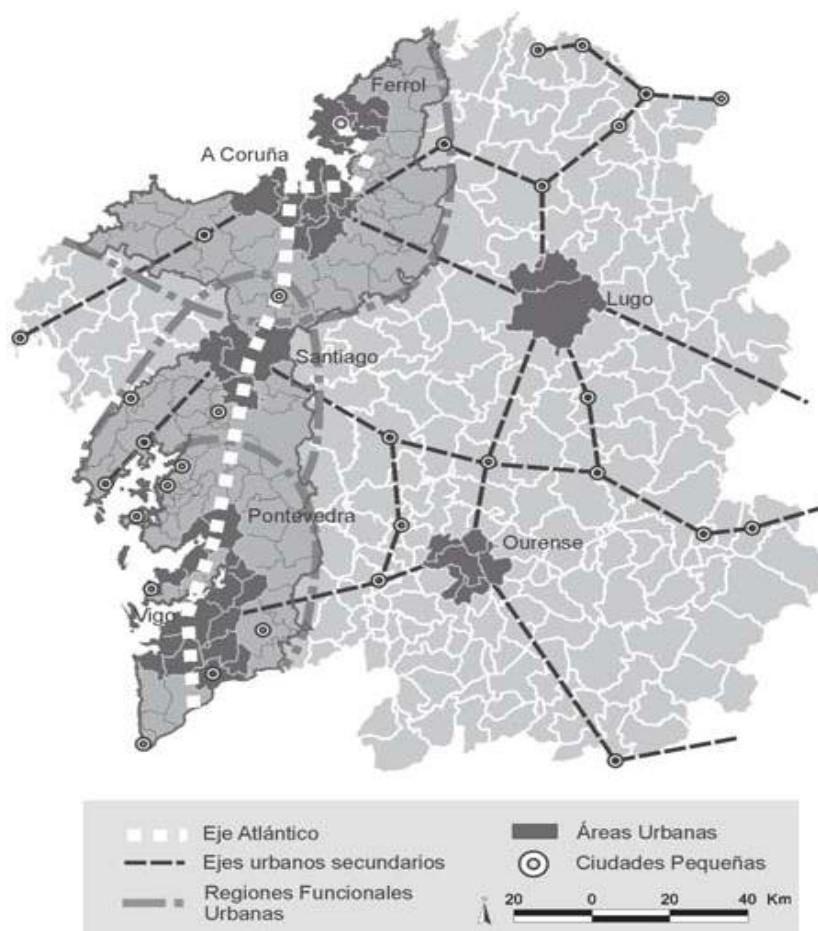 Ferrol
A Coruña
Lugo
Santiago
Pontevedra
Ourense
Vigo
Eje Atlántico
Áreas Urbanas
Ejes urbanos secundarios
Ciudades Pequeñas
Regiones Funcionales
Urbanas
20 0 20 40 Km